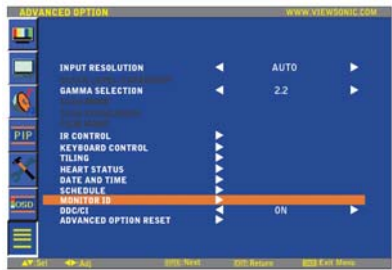 ADVANCED OPTION WWW.VIEWSONIC.COM
INPUT RESOLUTION AUTO
GAMMA SELECTION 2.2
IR CONTROL
KEYBOARD CONTROL
TILING
HEART STATUS
DATE AND TIME
SCHEDULE
MONITOR ID
DDC/CI ON
ADVANCED OPTION RESET
PIP
OSD
Sel Adj Next Return Exit Menu